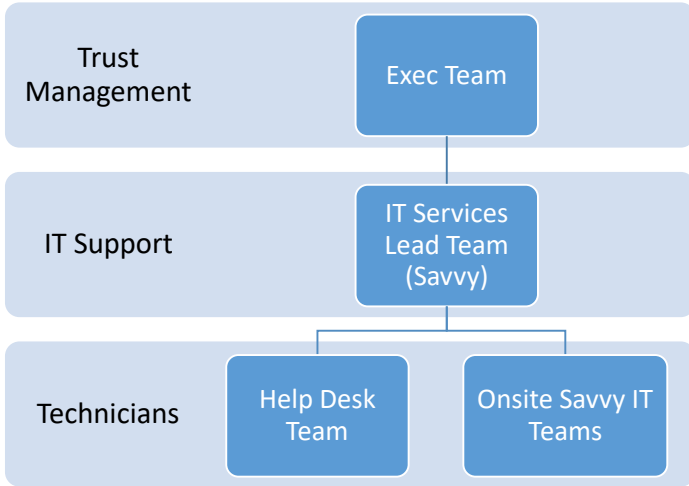 Trust
Management
Exec Team
IT Support
IT Services
Lead Team
(Savvy)
Technicians
Help Desk
Team
Onsite Savvy IT
Teams